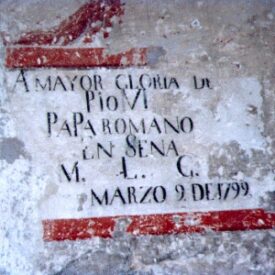 A MAYOR GLORIA DE
PIO VI
PAPA ROMANO
EN SENA
M. L. G.
MARZO 9. DE 1799.